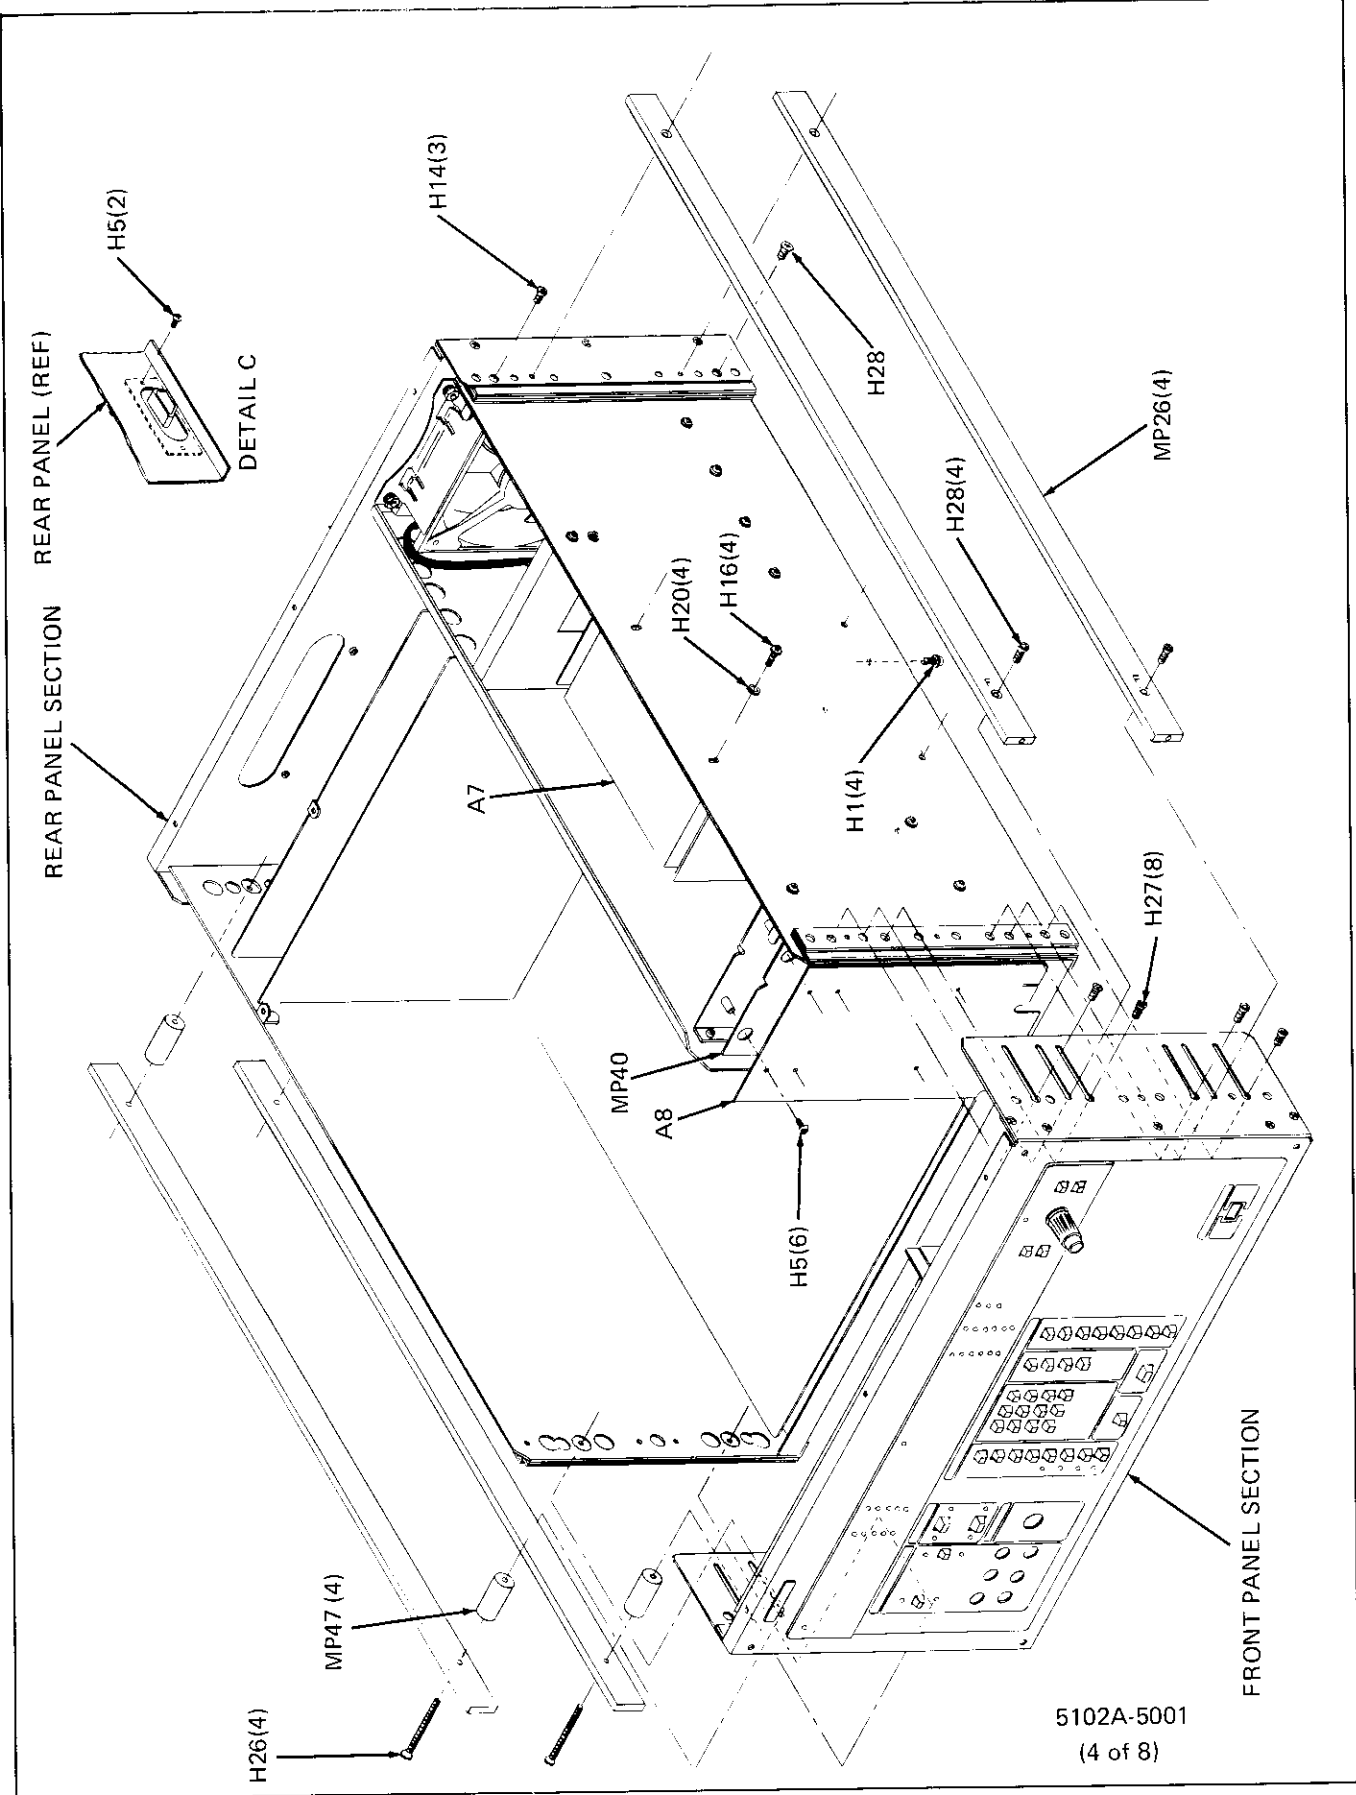 REAR PANEL SECTION
REAR PANEL (REF)
H5(2)
DETAIL C
H14(3)
H28
MP26(4)
H28(4)
H16(4)
H20(4)
H1(4)
A7
H27(8)
MP40
A8
H5(6)
MP47 (4)
H26(4)
FRONT PANEL SECTION
5102A-5001
(4 of 8)